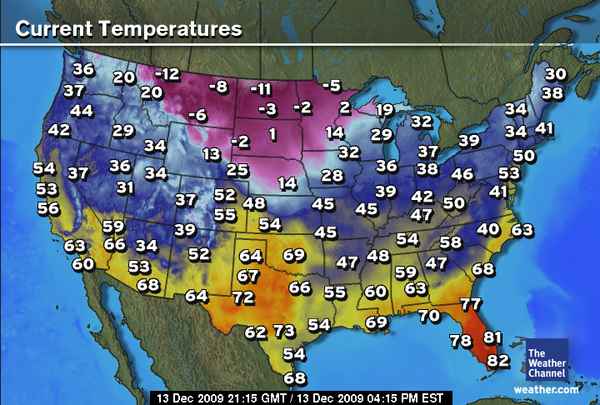 Current Temperatures
36 20 -12 -8 -11 -5 30
37 20 38
44 -6 -3 -2 2 19 34
42 29 1 14 29 32 34 41
34 13 -2 32 37 39 50
54 37 36 34 25 28 36 38 46 53
53 31 14 39 41
56 37 52 48 45 45 42 50
55 54 47
59 39 45 40 63
63 66 34 52 64 69 54 58
60 53 67 47 48 59 47 68
68 64 72 66 55 60 63
62 73 54 69 70 77
54 78 81
68 82
The
Weather
Channel
weather.com
13 Dec 2009 21:15 GMT / 13 Dec 2009 04:15 PM EST